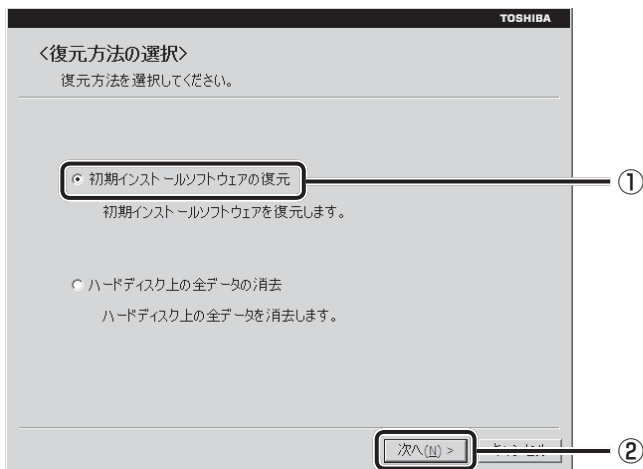 TOSHIBA
<復元方法の選択>
復元方法を選択してください。
初期インストールソフトウェアの復元
①
初期インストールソフトウェアを復元します。
ハードディスク上の全データの消去
ハードディスク上の全データを消去します。
次へ(N) >
②